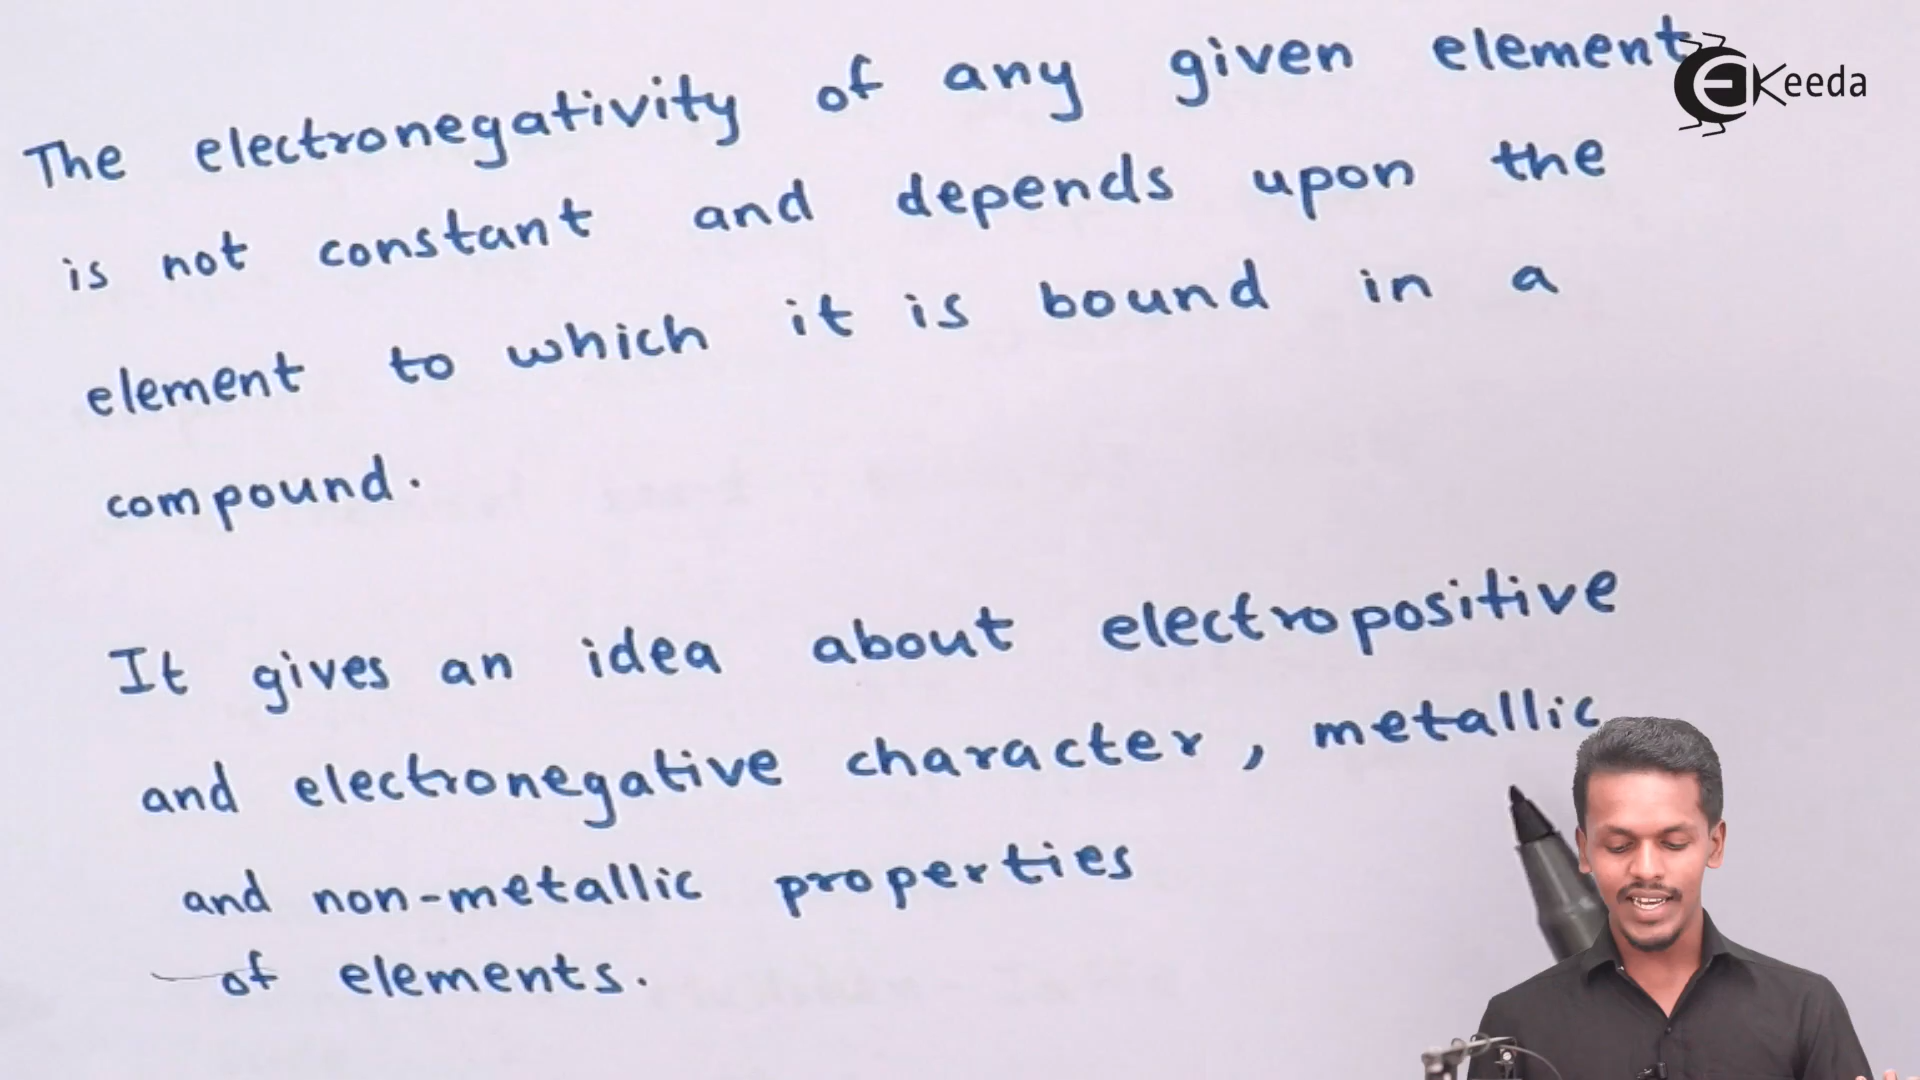 The electronegativity of any given element
is not constant and depends upon the
element to which it is bound in a
compound.
It gives an idea about electropositive
and electronegative character, metallic
and non-metallic properties
of elements.
EKeeda